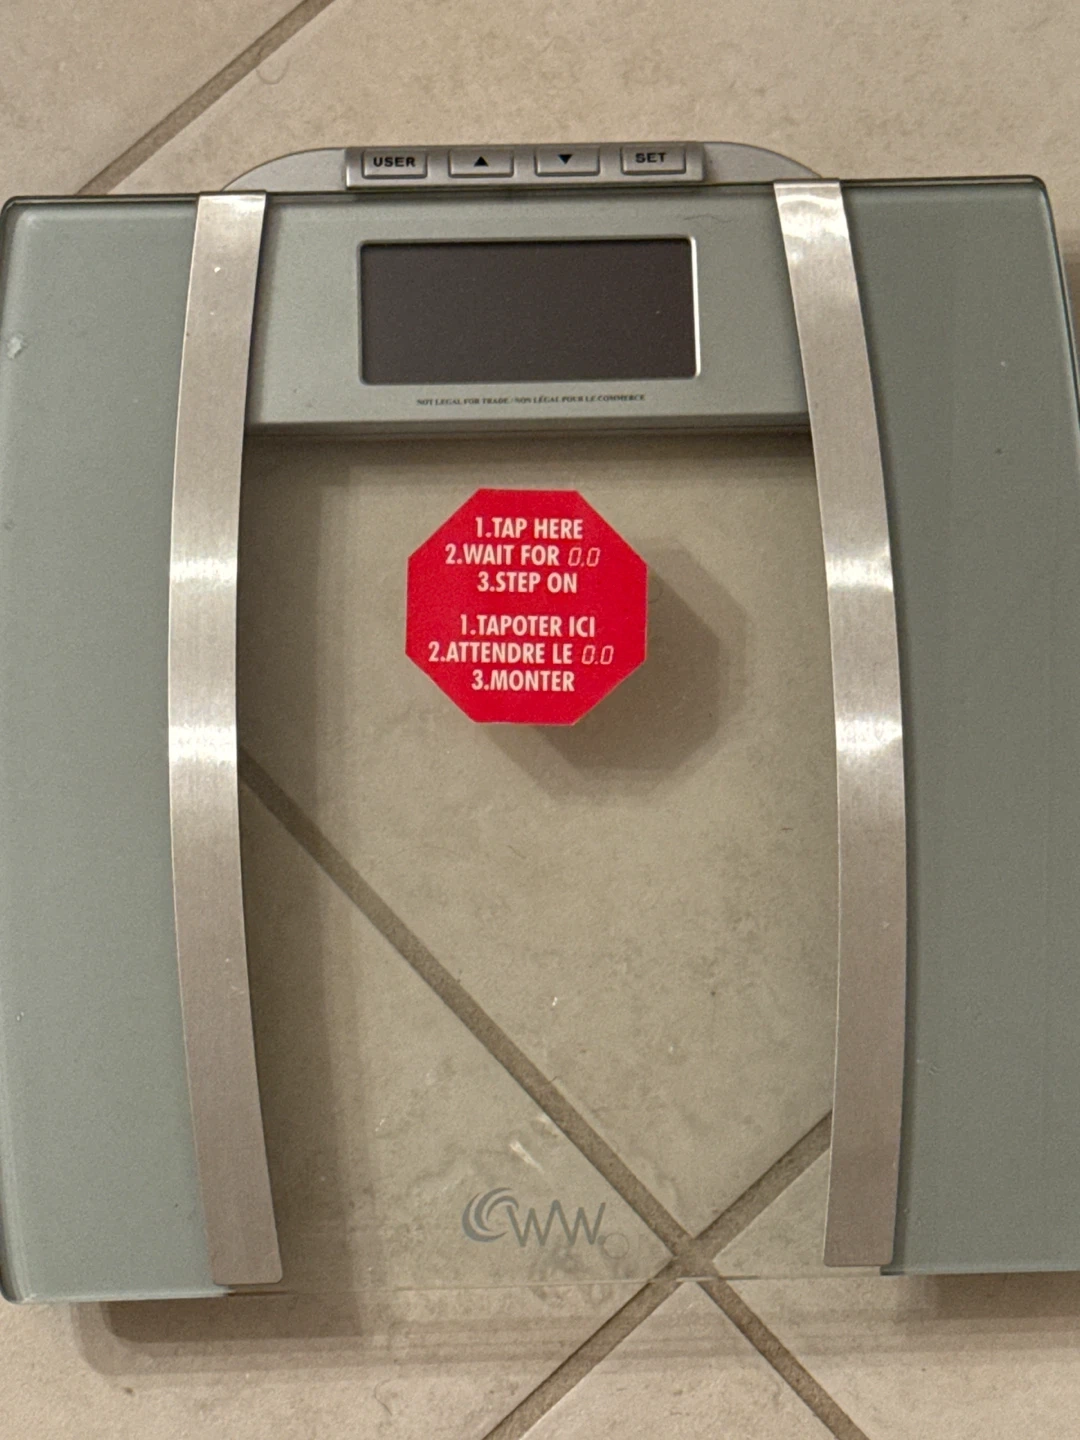 USER ▲ ▼ SET
NOT LEGAL FOR TRADE / NON LÉGAL POUR LE COMMERCE
1.TAP HERE
2.WAIT FOR 0.0
3.STEP ON
1.TAPOTER ICI
2.ATTENDRE LE 0.0
3.MONTER
WW